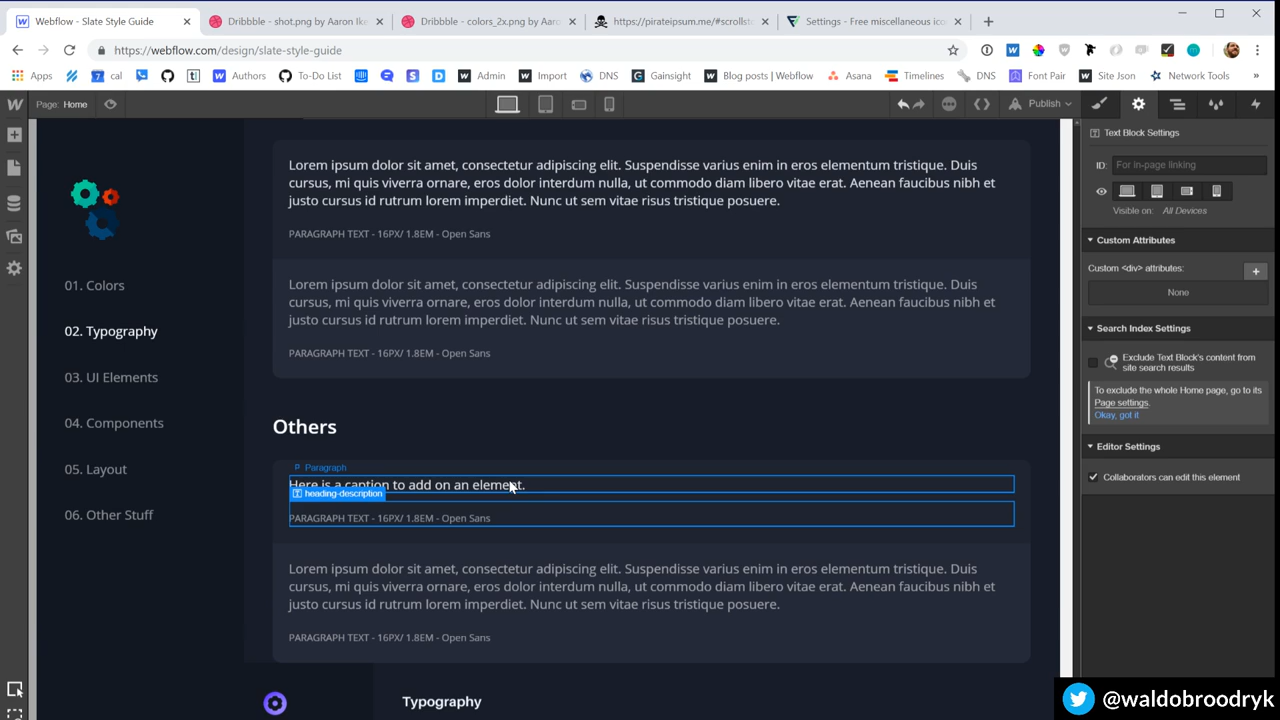 Webflow - Slate Style Guide
Dribbble - shot.png by Aaron Ike
Dribbble - colors_2x.png by Aaro
https://pirateipsum.me/#scrollst
Settings - Free miscellaneous ico
https://webflow.com/design/slate-style-guide
Apps
cal
Authors
To-Do List
Admin
Import
DNS
Gainsight
Blog posts | Webflow
Asana
Timelines
DNS
Font Pair
Site Json
Network Tools
Page: Home
Publish
Text Block Settings
ID: For in-page linking
Visible on: All Devices
Custom Attributes
Custom <div> attributes:
None
Search Index Settings
Exclude Text Block's content from
site search results
To exclude the whole Home page, go to its
Page settings.
Okay, got it
Editor Settings
Collaborators can edit this element
01. Colors
02. Typography
03. UI Elements
04. Components
05. Layout
06. Other Stuff
Lorem ipsum dolor sit amet, consectetur adipiscing elit. Suspendisse varius enim in eros elementum tristique. Duis
cursus, mi quis viverra ornare, eros dolor interdum nulla, ut commodo diam libero vitae erat. Aenean faucibus nibh et
justo cursus id rutrum lorem imperdiet. Nunc ut sem vitae risus tristique posuere.
PARAGRAPH TEXT - 16PX/ 1.8EM - Open Sans
Lorem ipsum dolor sit amet, consectetur adipiscing elit. Suspendisse varius enim in eros elementum tristique. Duis
cursus, mi quis viverra ornare, eros dolor interdum nulla, ut commodo diam libero vitae erat. Aenean faucibus nibh et
justo cursus id rutrum lorem imperdiet. Nunc ut sem vitae risus tristique posuere.
PARAGRAPH TEXT - 16PX/ 1.8EM - Open Sans
Others
P Paragraph
Here is a caption to add on an element.
heading-description
PARAGRAPH TEXT - 16PX/ 1.8EM - Open Sans
Lorem ipsum dolor sit amet, consectetur adipiscing elit. Suspendisse varius enim in eros elementum tristique. Duis
cursus, mi quis viverra ornare, eros dolor interdum nulla, ut commodo diam libero vitae erat. Aenean faucibus nibh et
justo cursus id rutrum lorem imperdiet. Nunc ut sem vitae risus tristique posuere.
PARAGRAPH TEXT - 16PX/ 1.8EM - Open Sans
Typography
@waldobroodryk